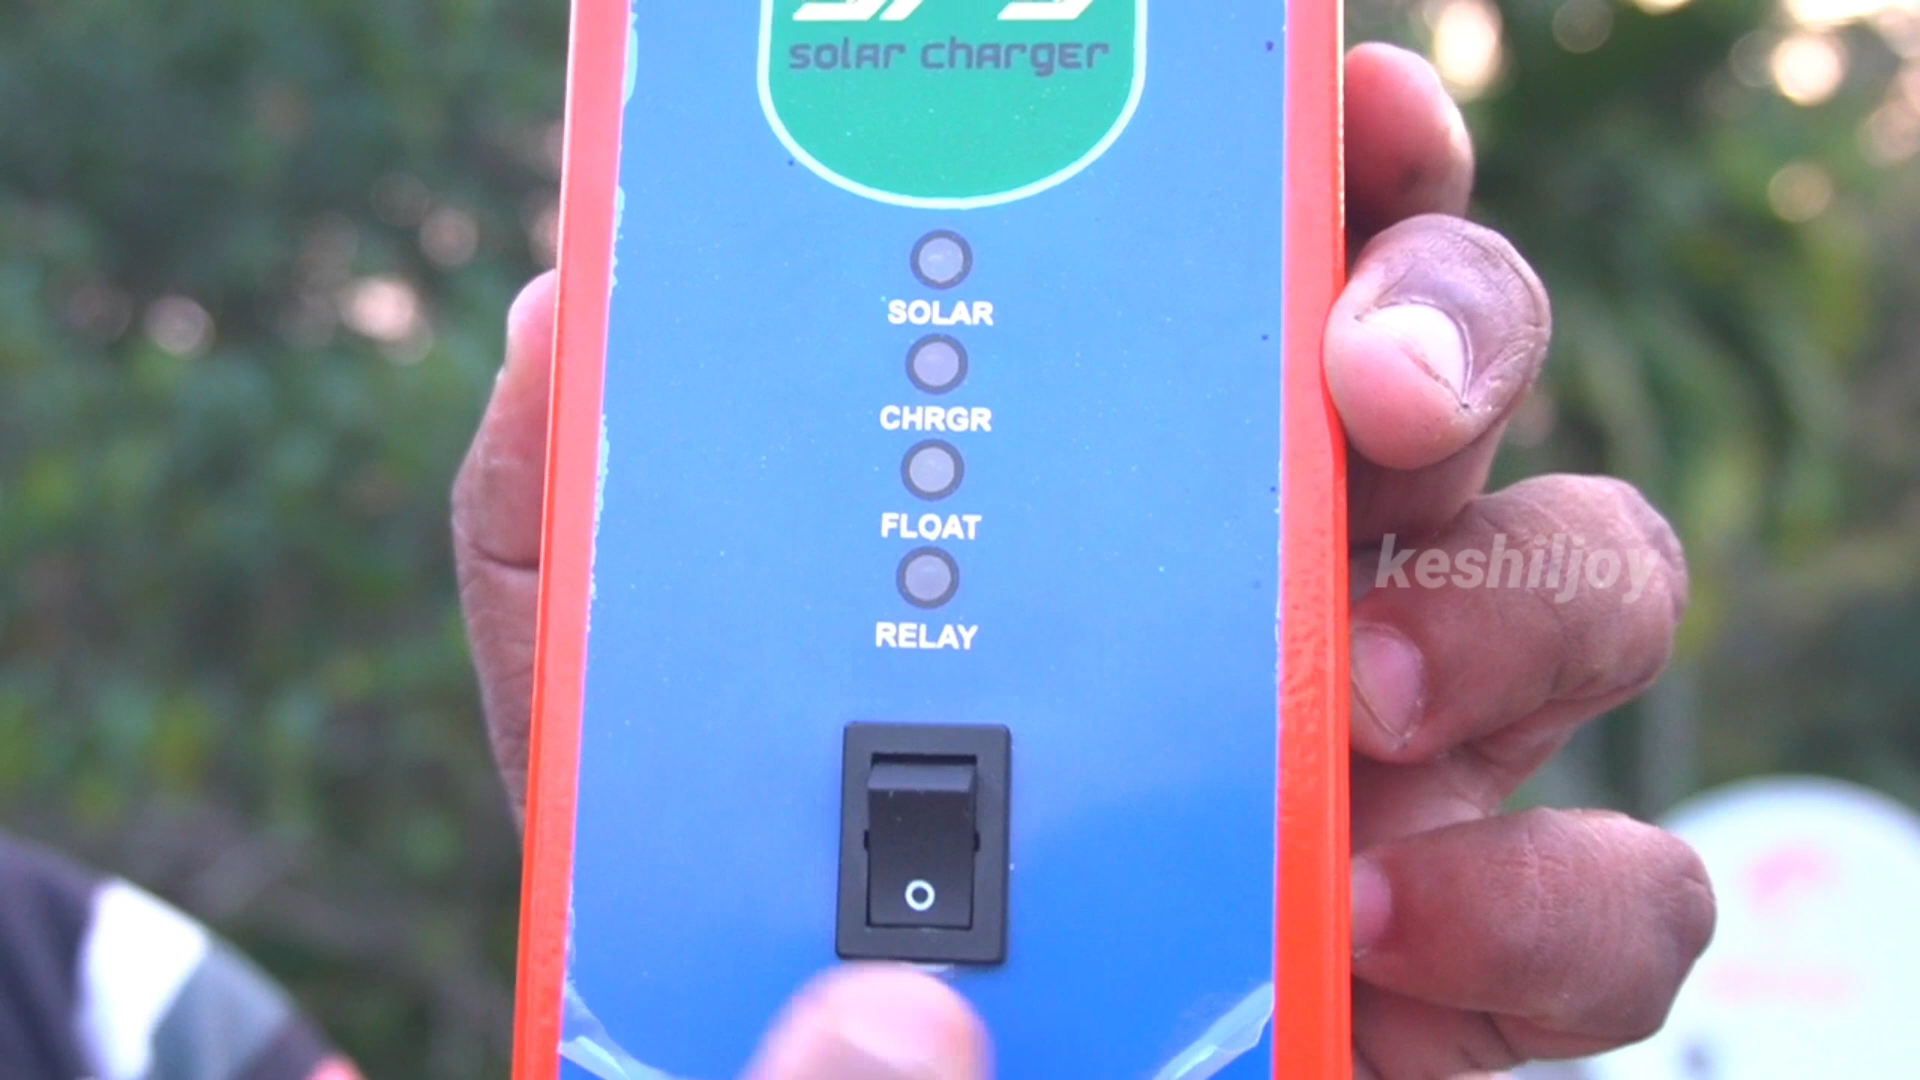 solar charger
SOLAR
CHRGR
FLOAT
RELAY
keshiljoy
O